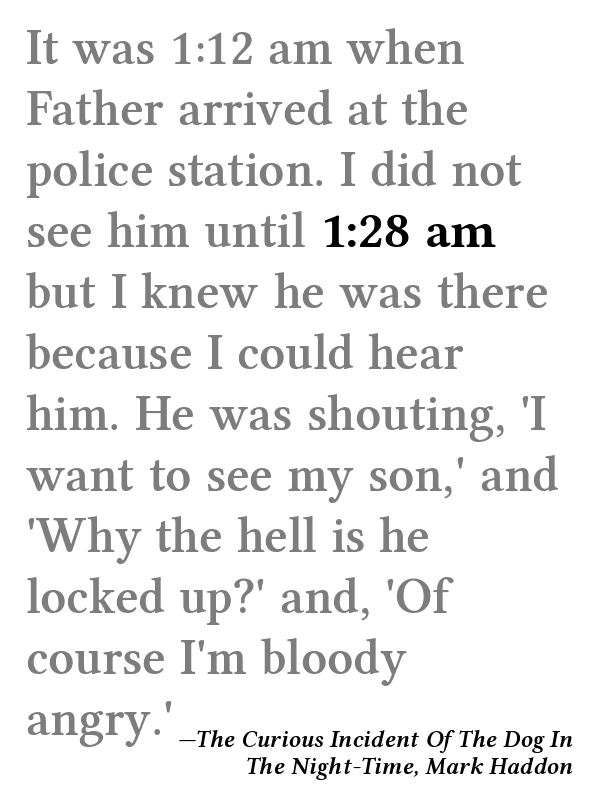 It was 1:12 am when
Father arrived at the
police station. I did not
see him until 1:28 am
but I knew he was there
because I could hear
him. He was shouting, 'I
want to see my son,' and
'Why the hell is he
locked up?' and, 'Of
course I'm bloody
angry.'
—The Curious Incident Of The Dog In
The Night-Time, Mark Haddon